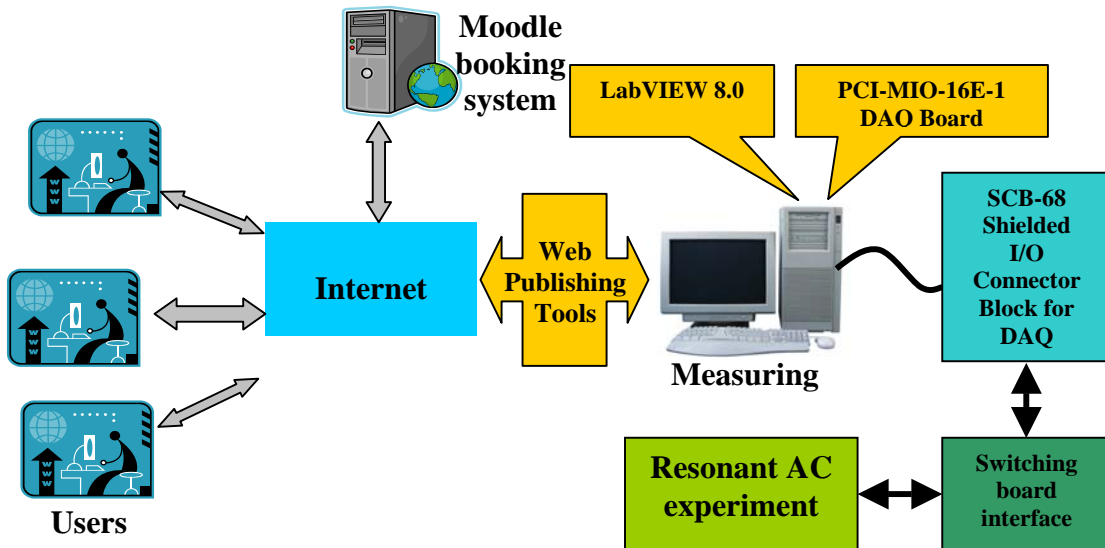 Moodle
booking
system
LabVIEW 8.0
PCI-MIO-16E-1
DAO Board
SCB-68
Shielded
I/O
Connector
Block for
DAQ
Internet
Web
Publishing
Tools
Measuring
Users
Resonant AC
experiment
Switching
board
interface
W
W
W
W
W
W
W
W
W